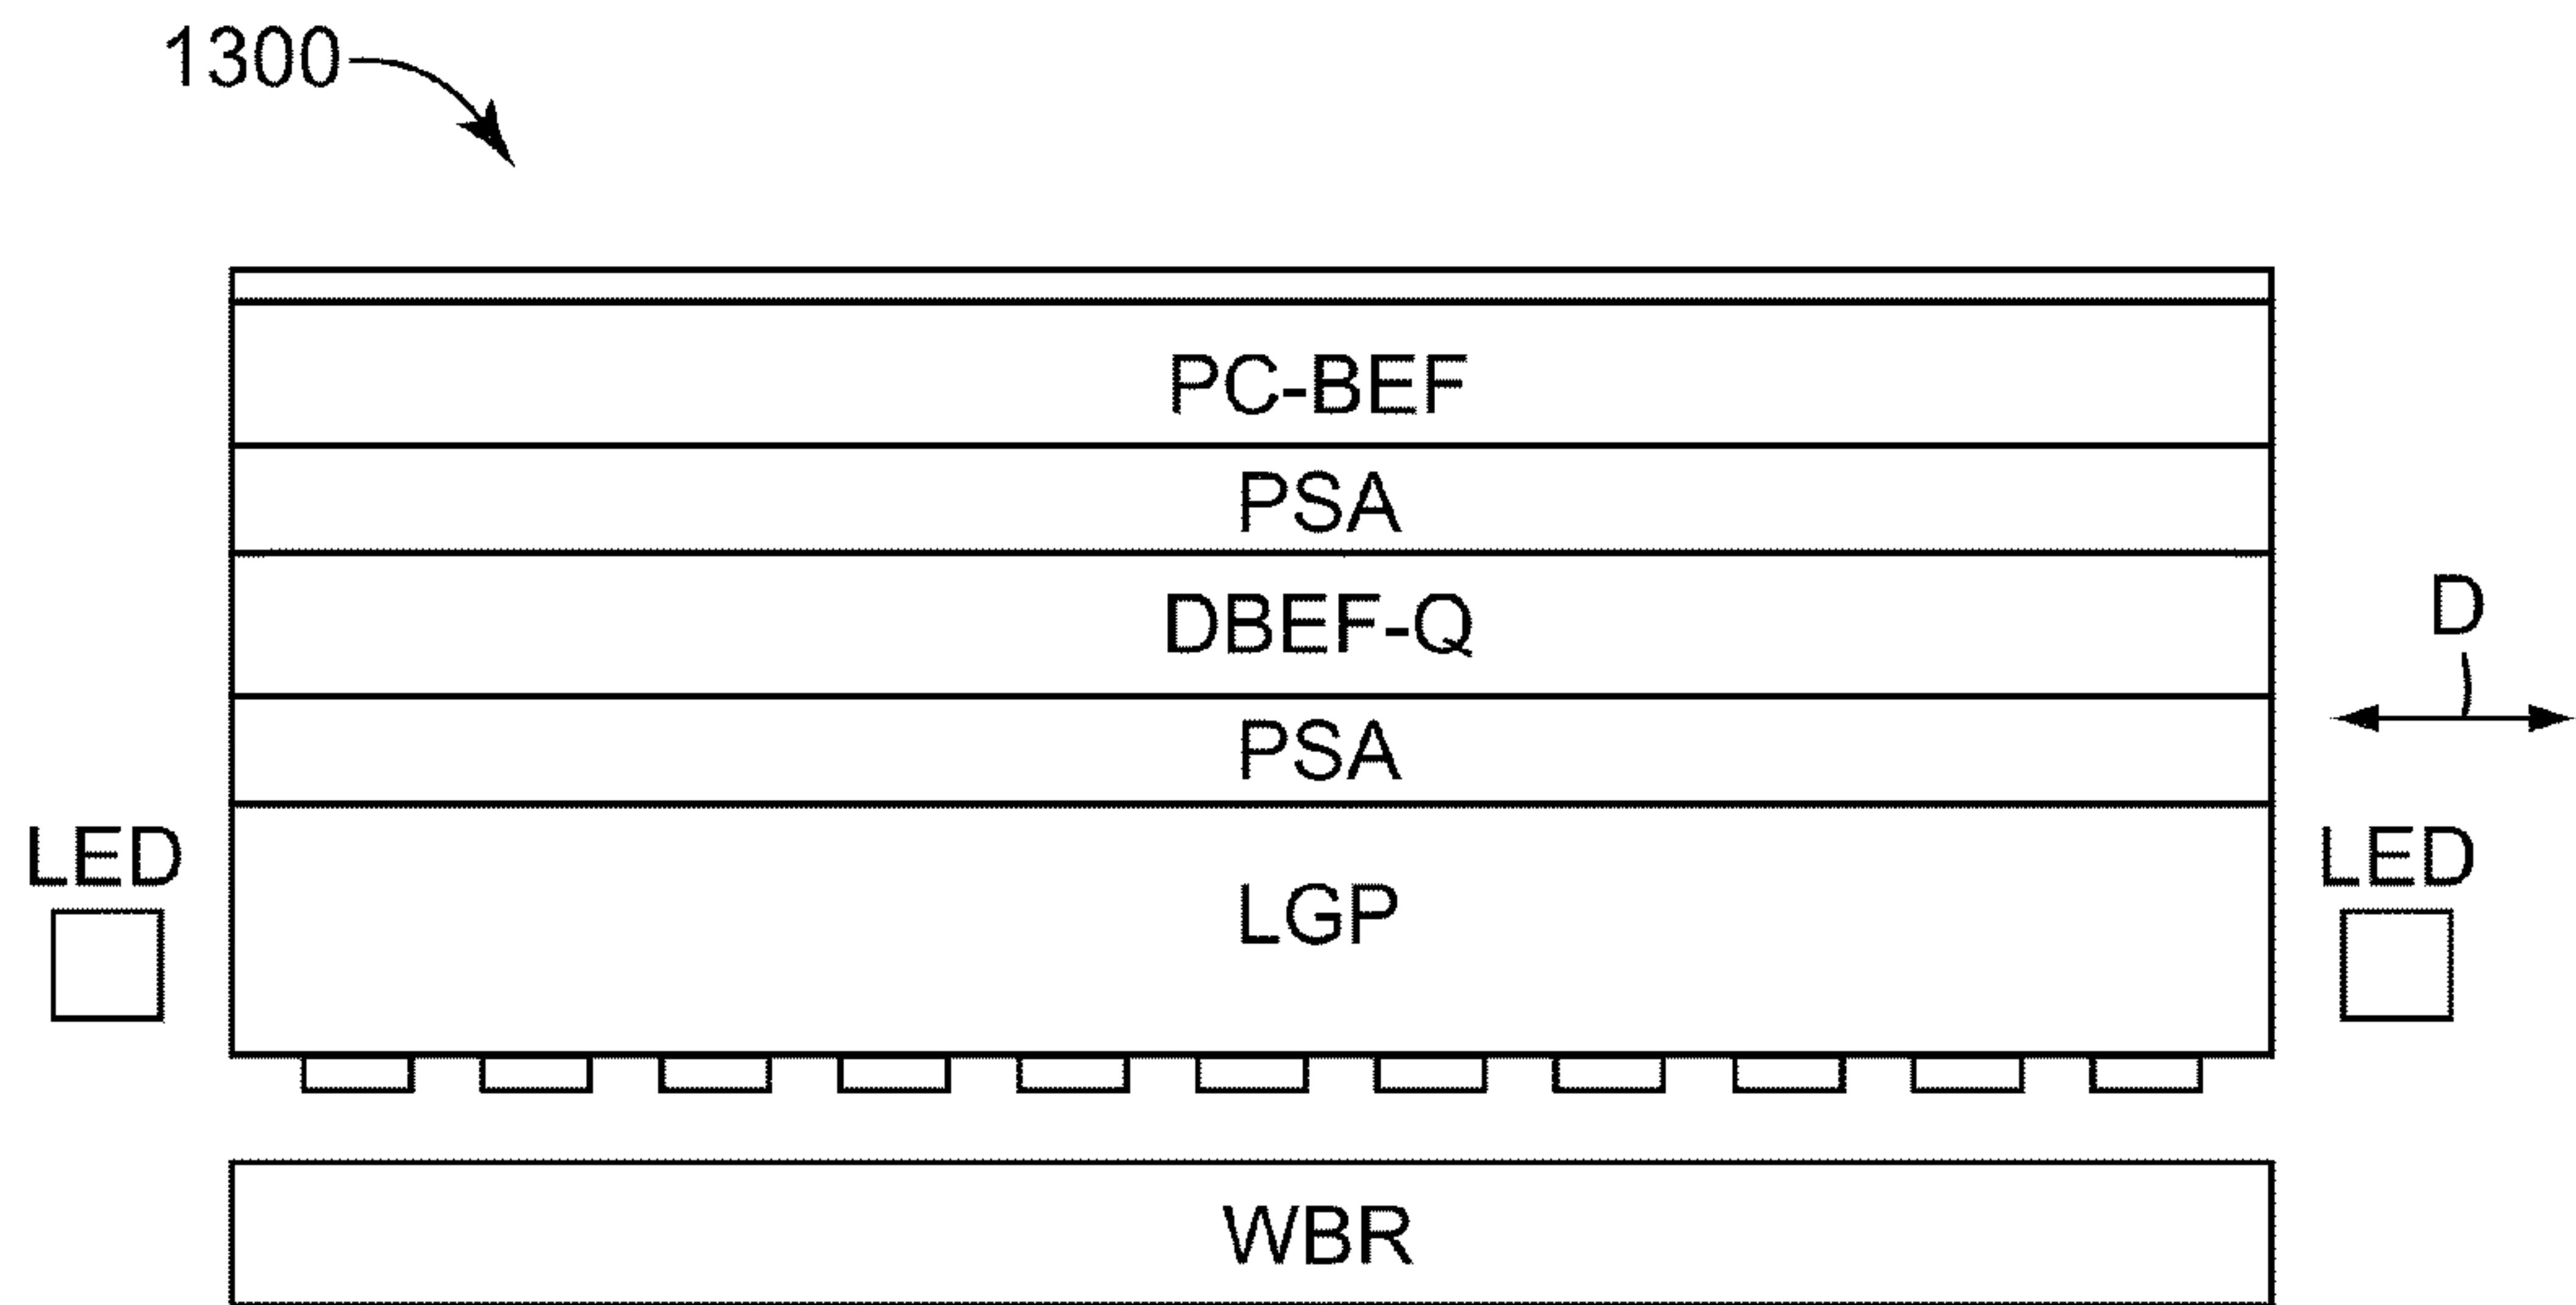 1300
PC-BEF
PSA
DBEF-Q
D
PSA
LED
LED
LGP
WBR